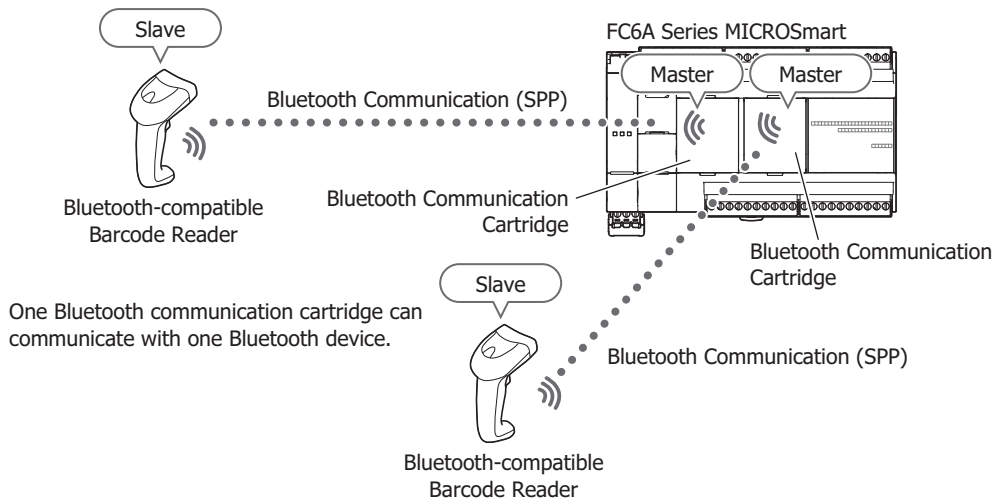 Slave
FC6A Series MICROSmart
Master
Master
Bluetooth Communication (SPP)
Bluetooth Communication
Cartridge
Bluetooth-compatible
Barcode Reader
Bluetooth Communication
Cartridge
Slave
One Bluetooth communication cartridge can
communicate with one Bluetooth device.
Bluetooth Communication (SPP)
Bluetooth-compatible
Barcode Reader